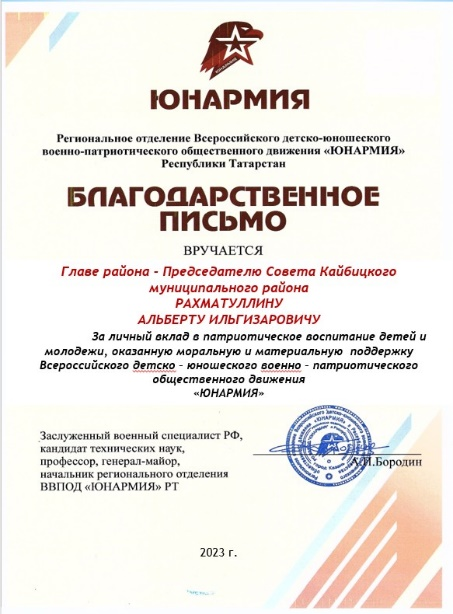 ЮНАРМИЯ
Региональное отделение Всероссийского детско-юношеского
военно-патриотического общественного движения «ЮНАРМИЯ»
Республики Татарстан
БЛАГОДАРСТВЕННОЕ
ПИСЬМО
ВРУЧАЕТСЯ
Главе района - Председателю Совета Кайбицкого
муниципального района
РАХМАТУЛЛИНУ
АЛЬБЕРТУ ИЛЬГИЗАРОВИЧУ
За личный вклад в патриотическое воспитание детей и
молодежи, оказанную моральную и материальную поддержку
Всероссийского детско – юношеского военно – патриотического
общественного движения
«ЮНАРМИЯ»
Заслуженный военный специалист РФ,
кандидат технических наук,
профессор, генерал-майор,
начальник регионального отделения
ВВПОД «ЮНАРМИЯ» РТ
А.И.Бородин
2023 г.